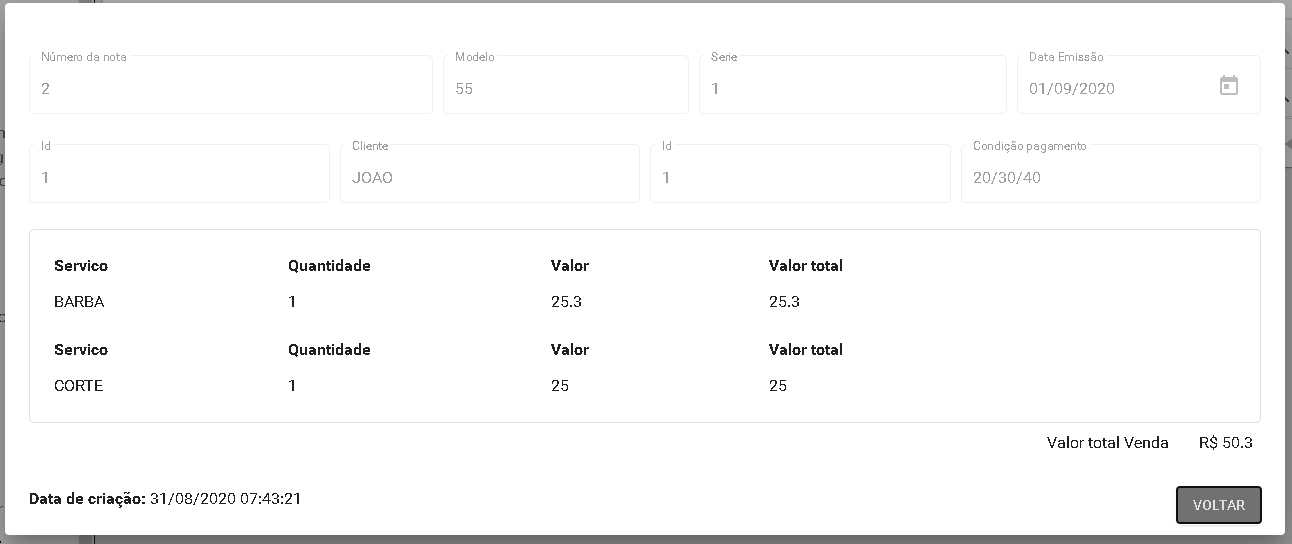 Número da nota Modelo Serie Data Emissão
2 55 1 01/09/2020
Id Cliente Id Condição pagamento
1 JOAO 1 20/30/40
Servico Quantidade Valor Valor total
BARBA 1 25.3 25.3
Servico Quantidade Valor Valor total
CORTE 1 25 25
Valor total Venda R$ 50.3
Data de criação: 31/08/2020 07:43:21
VOLTAR